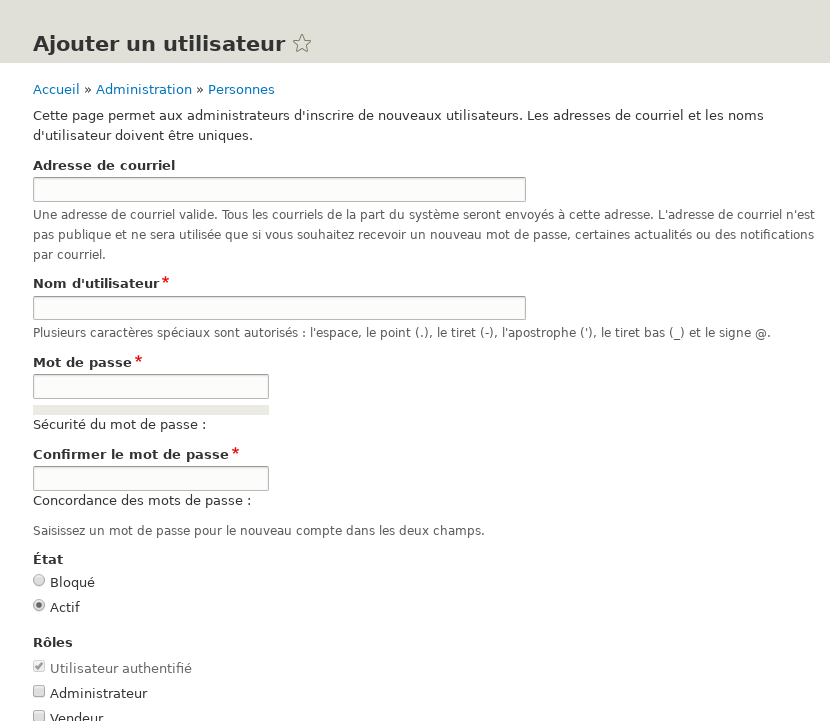 Ajouter un utilisateur
Accueil » Administration » Personnes
Cette page permet aux administrateurs d'inscrire de nouveaux utilisateurs. Les adresses de courriel et les noms
d'utilisateur doivent être uniques.
Adresse de courriel
Une adresse de courriel valide. Tous les courriels de la part du système seront envoyés à cette adresse. L'adresse de courriel n'est
pas publique et ne sera utilisée que si vous souhaitez recevoir un nouveau mot de passe, certaines actualités ou des notifications
par courriel.
Nom d'utilisateur*
Plusieurs caractères spéciaux sont autorisés : l'espace, le point (.), le tiret (-), l'apostrophe ('), le tiret bas (_) et le signe @.
Mot de passe*
Sécurité du mot de passe :
Confirmer le mot de passe*
Concordance des mots de passe :
Saisissez un mot de passe pour le nouveau compte dans les deux champs.
État
Bloqué
Actif
Rôles
Utilisateur authentifié
Administrateur
Vendeur